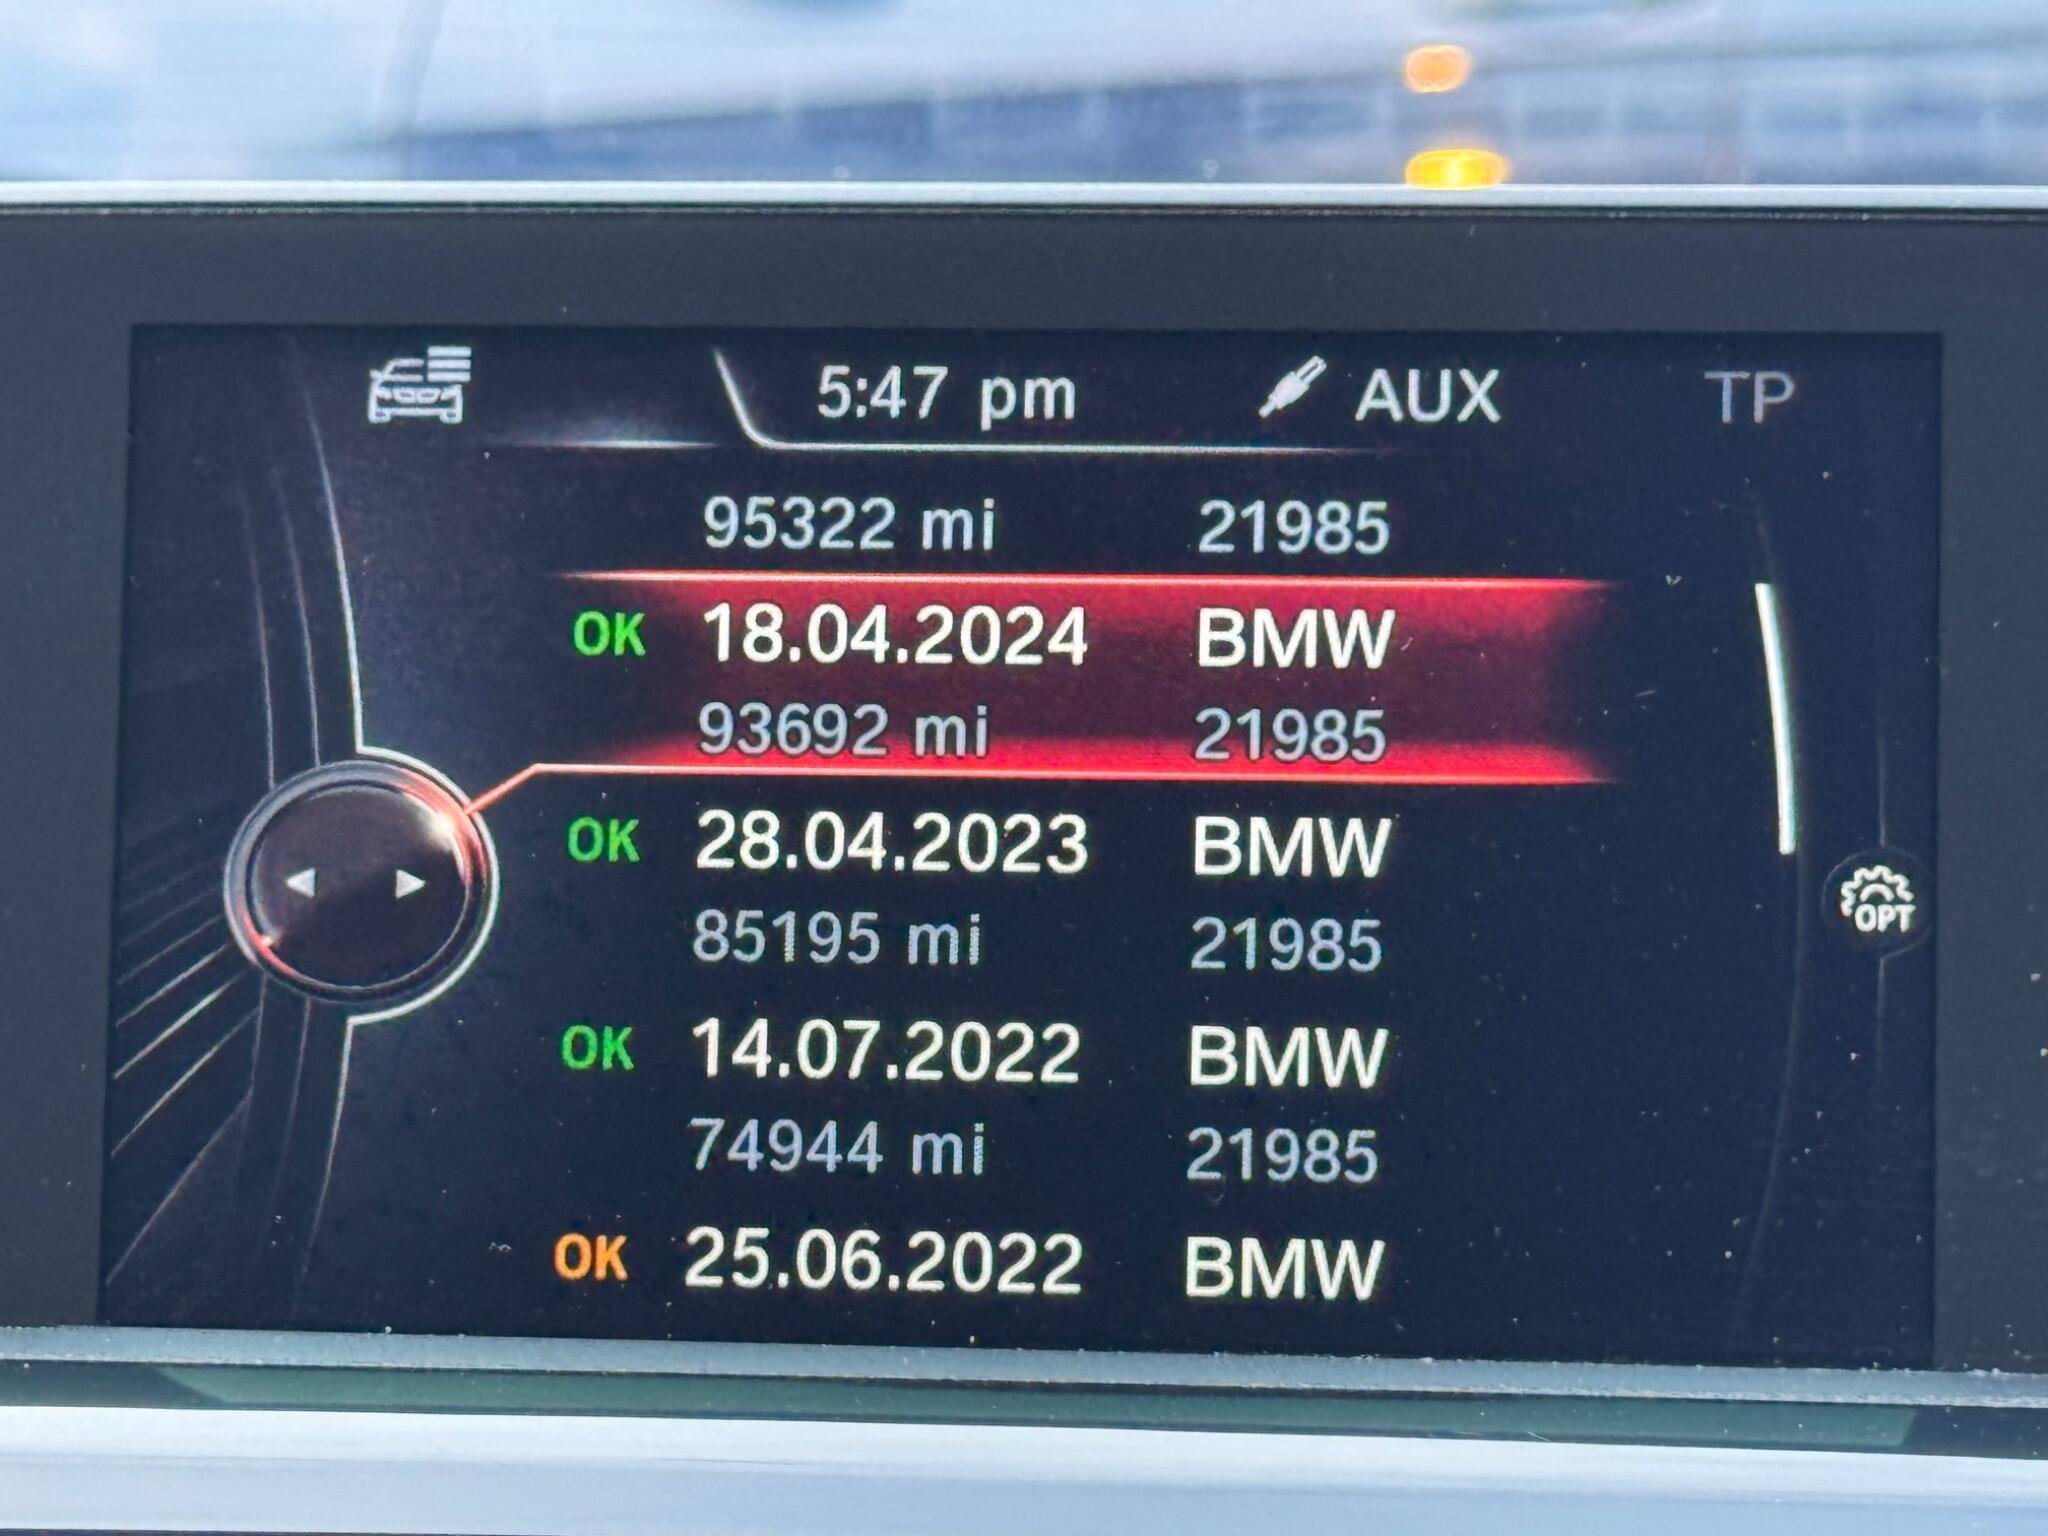 5:47 pm AUX TP
95322 mi 21985
OK 18.04.2024 BMW
93692 mi 21985
OK 28.04.2023 BMW
85195 mi 21985
OK 14.07.2022 BMW
74944 mi 21985
OPT
OK 25.06.2022 BMW